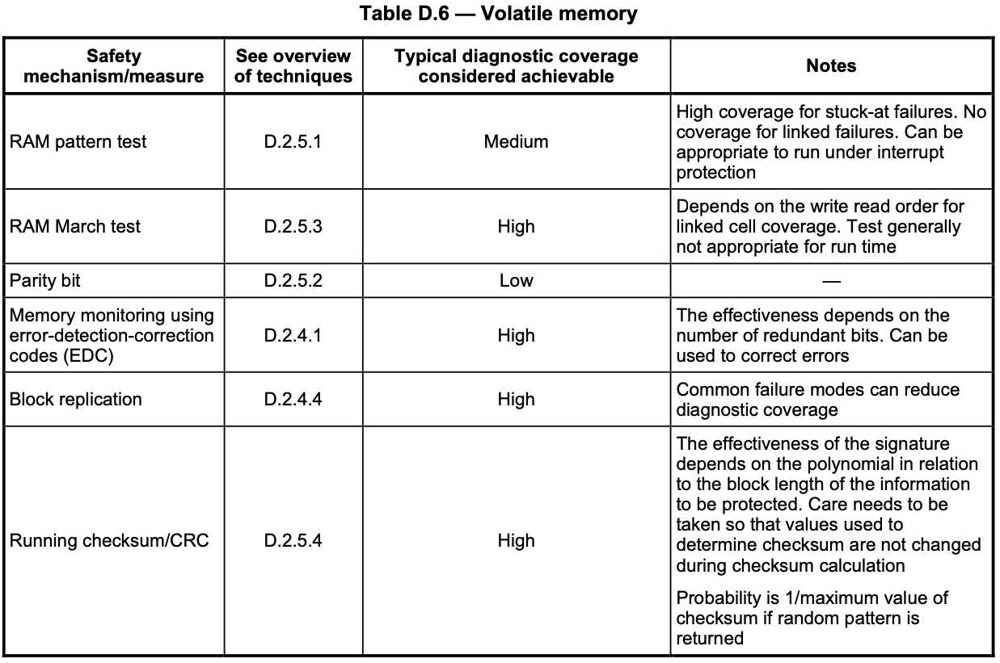 Table D.6 — Volatile memory
Safety
mechanism/measure
See overview
of techniques
Typical diagnostic coverage
considered achievable
Notes
RAM pattern test
D.2.5.1
Medium
High coverage for stuck-at failures. No
coverage for linked failures. Can be
appropriate to run under interrupt
protection
RAM March test
D.2.5.3
High
Depends on the write read order for
linked cell coverage. Test generally
not appropriate for run time
Parity bit
D.2.5.2
Low
—
Memory monitoring using
error-detection-correction
codes (EDC)
D.2.4.1
High
The effectiveness depends on the
number of redundant bits. Can be
used to correct errors
Block replication
D.2.4.4
High
Common failure modes can reduce
diagnostic coverage
Running checksum/CRC
D.2.5.4
High
The effectiveness of the signature
depends on the polynomial in relation
to the block length of the information
to be protected. Care needs to be
taken so that values used to
determine checksum are not changed
during checksum calculation
Probability is 1/maximum value of
checksum if random pattern is
returned